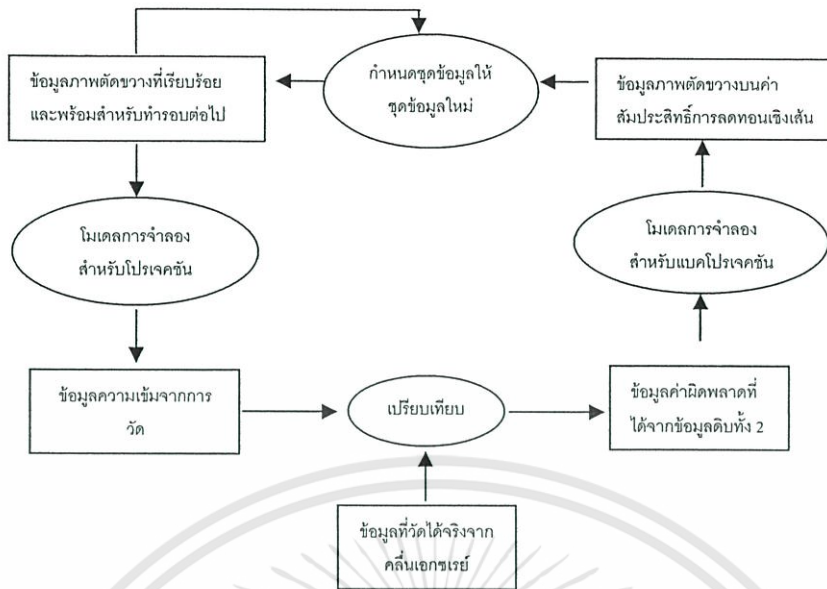 กำหนดชุดข้อมูลให้
ชุดข้อมูลใหม่
ข้อมูลภาพตัดขวางที่เรียบร้อย
และพร้อมสำหรับทำรอบต่อไป
ข้อมูลภาพตัดขวางบนค่า
สัมประสิทธิ์การลดทอนเชิงเส้น
โมเดลการจำลอง
สำหรับโปรเจคชัน
โมเดลการจำลอง
สำหรับแบคโปรเจคชัน
ข้อมูลความเข้มจากการ
วัด
เปรียบเทียบ
ข้อมูลค่าผิดพลาดที่
ได้จากข้อมูลดิบทั้ง 2
ข้อมูลที่วัดได้จริงจาก
คลื่นเอกซเรย์